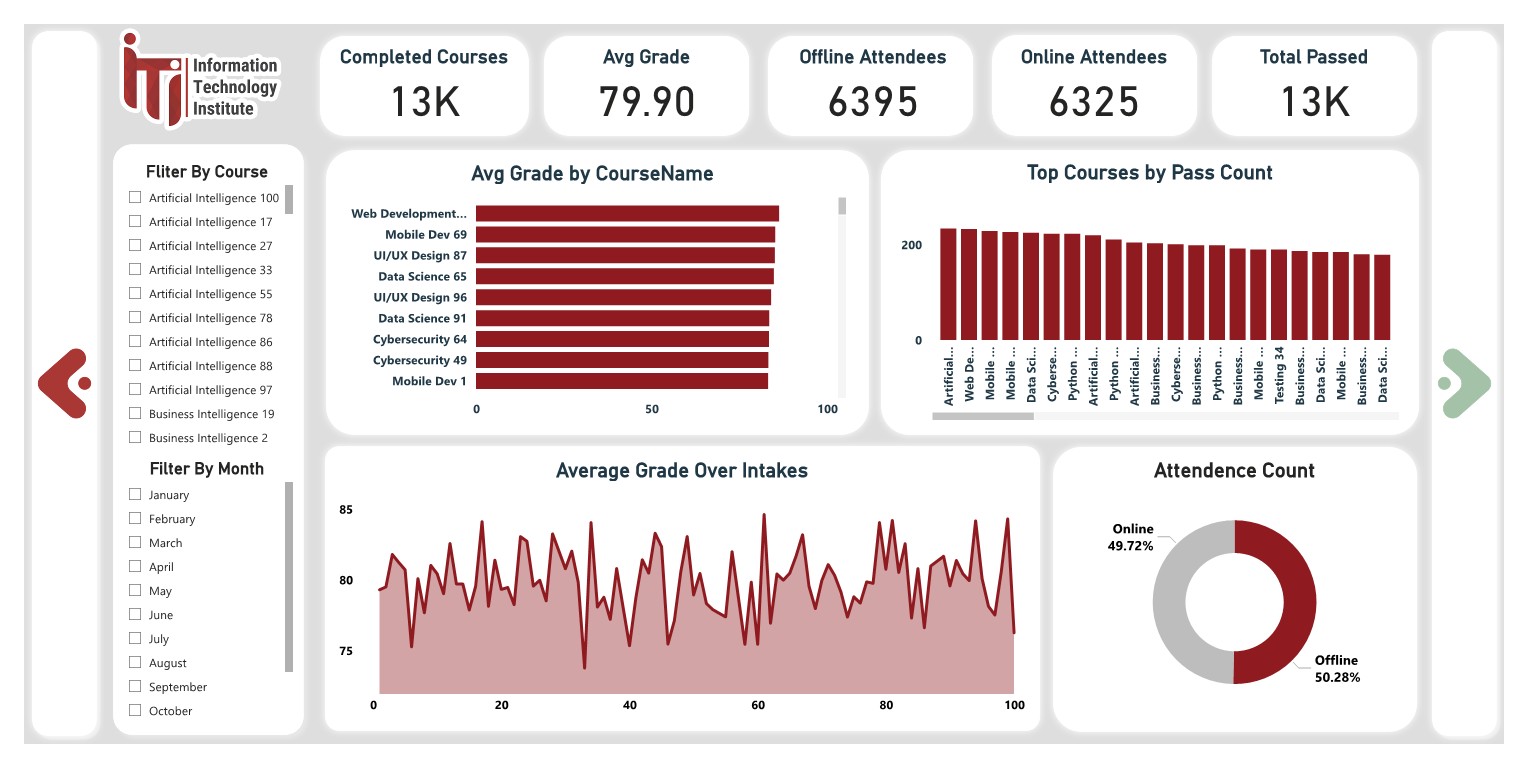 Information
Technology
Institute
Completed Courses
13K
Avg Grade
79.90
Offline Attendees
6395
Online Attendees
6325
Total Passed
13K
Fliter By Course
Artificial Intelligence 100
Artificial Intelligence 17
Artificial Intelligence 27
Artificial Intelligence 33
Artificial Intelligence 55
Artificial Intelligence 78
Artificial Intelligence 86
Artificial Intelligence 88
Artificial Intelligence 97
Business Intelligence 19
Business Intelligence 2
Filter By Month
January
February
March
April
May
June
July
August
September
October
Avg Grade by CourseName
Web Development...
Mobile Dev 69
UI/UX Design 87
Data Science 65
UI/UX Design 96
Data Science 91
Cybersecurity 64
Cybersecurity 49
Mobile Dev 1
0 50 100
Top Courses by Pass Count
200
0
Artificial...
Web De...
Mobile ...
Mobile ...
Data Sci...
Cyberse...
Python ...
Artificial...
Python ...
Artificial...
Business...
Cyberse...
Business...
Python ...
Business...
Mobile ...
Testing 34
Business...
Data Sci...
Mobile ...
Business...
Data Sci...
Average Grade Over Intakes
85
80
75
0 20 40 60 80 100
Attendence Count
Online
49.72%
Offline
50.28%